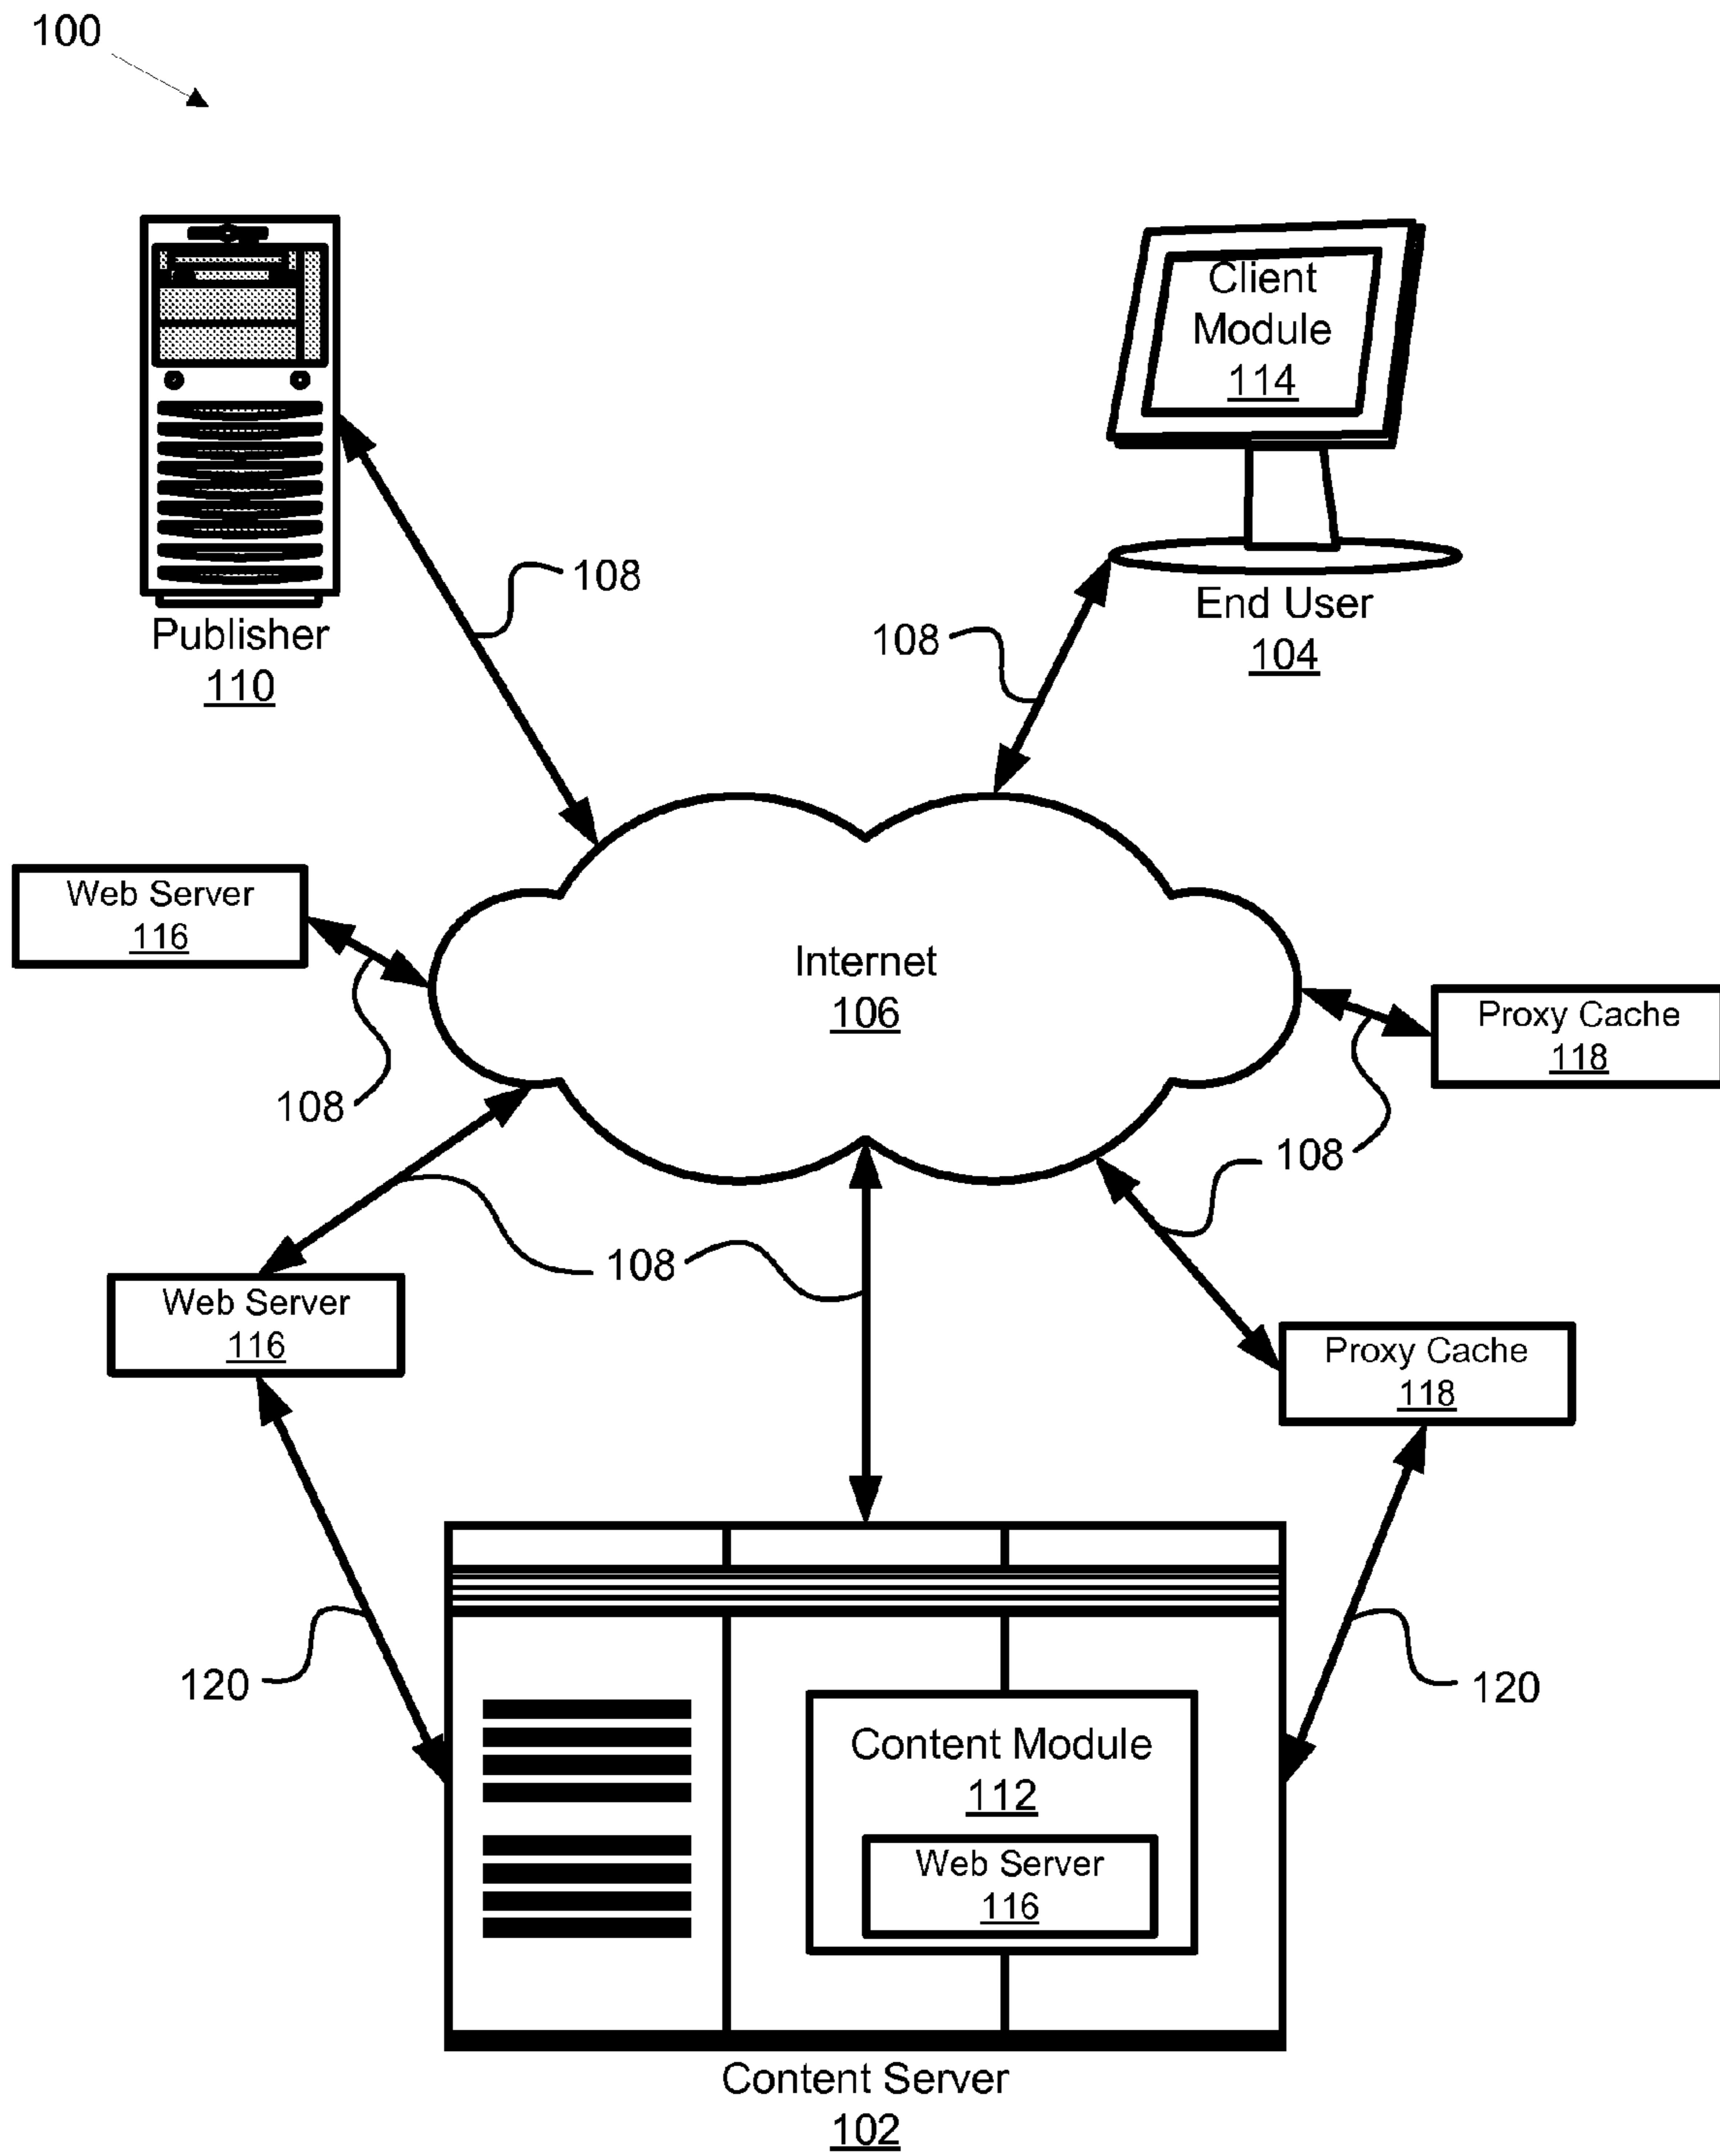 100
Client
Module
114
108
Publisher
110
End User
104
108
Web Server
116
Internet
106
Proxy Cache
118
108
108
108
Web Server
116
Proxy Cache
118
120
120
Content Module
112
Web Server
116
Content Server
102